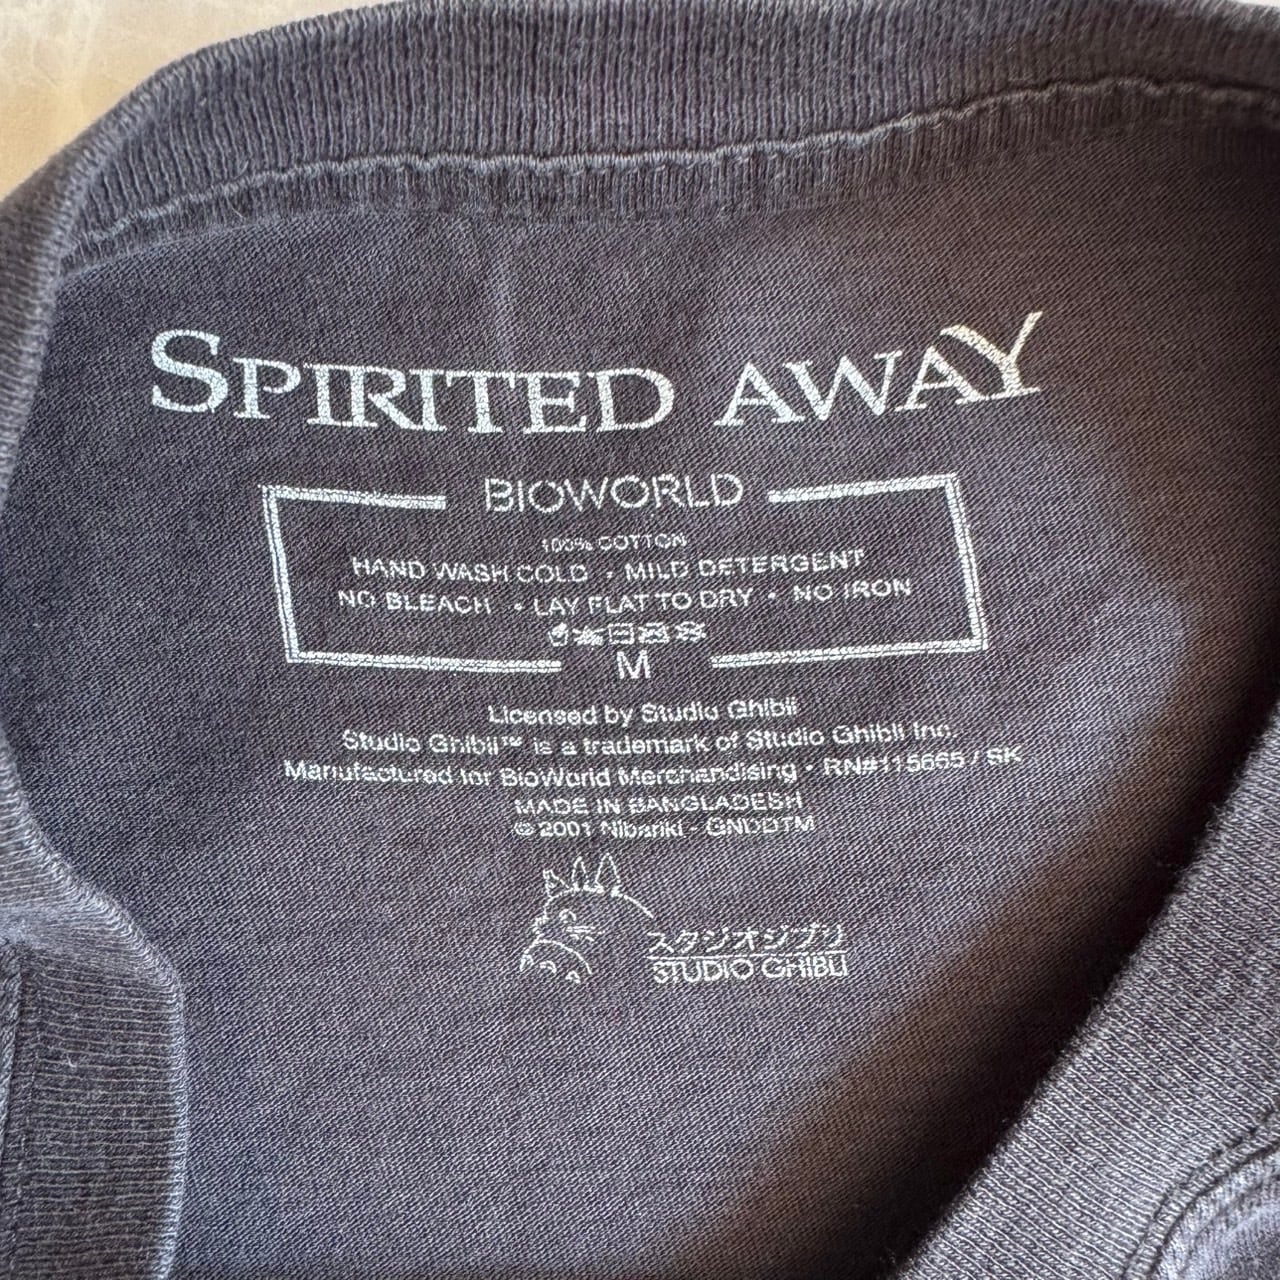 SPIRITED AWAY
BIOWORLD
100% COTTON
HAND WASH COLD • MILD DETERGENT
NO BLEACH • LAY FLAT TO DRY • NO IRON
M
Licensed by Studio Ghibli
Studio Ghibli™ is a trademark of Studio Ghibli Inc.
Manufactured for BioWorld Merchandising • RN#115665 / SK
MADE IN BANGLADESH
© 2001 Nibariki - GNDDTM
スタジオジブリ
STUDIO GHIBLI